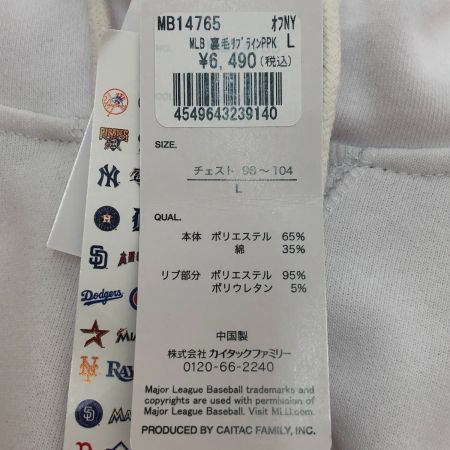 MB14765 オフNY
MLB 裏毛リブラインPPK L
¥6,490(税込)
4549643239140
SIZE.
チェスト 98～104
L
QUAL.
本体 ポリエステル 65%
綿 35%
リブ部分 ポリエステル 95%
ポリウレタン 5%
中国製
株式会社 カイタックファミリー
0120-66-2240
Major League Baseball trademarks and
copyrights are used with permission of
Major League Baseball. Visit MLB.com.
PRODUCED BY CAITAC FAMILY, INC.
PIRATES
NY
H
SD
Dodgers
NY
RAYS
SD